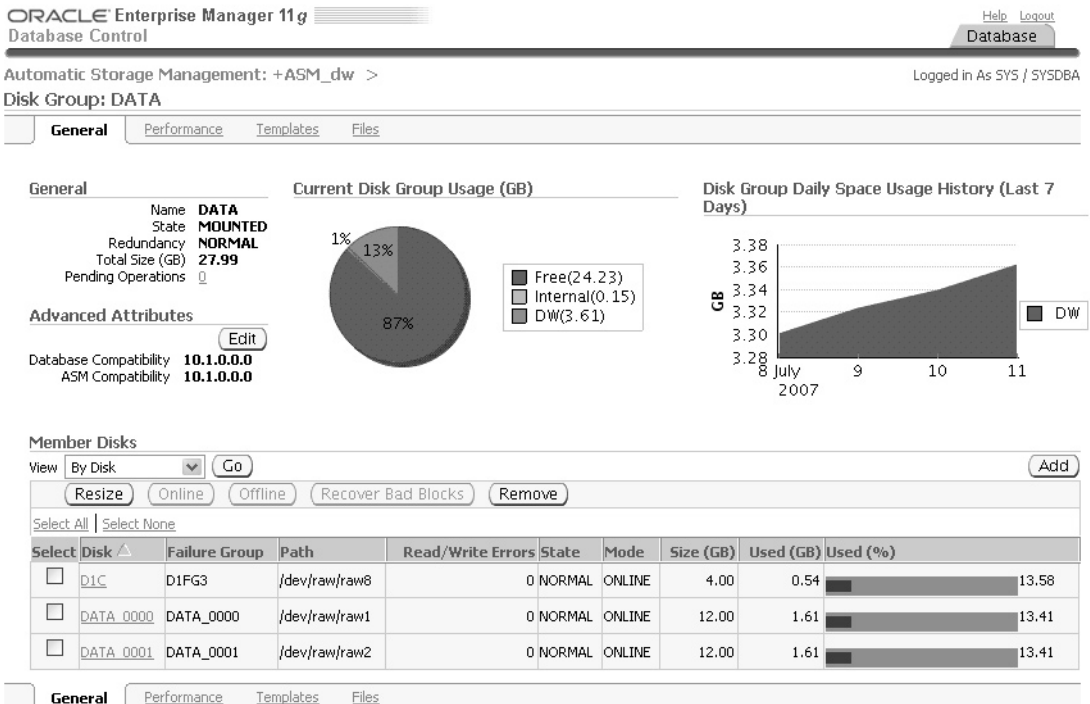 ORACLE Enterprise Manager 11g
Database Control
Help Logout
Database
Automatic Storage Management: +ASM_dw >
Logged in As SYS / SYSDBA
Disk Group: DATA
General Performance Templates Files
General
Name DATA
State MOUNTED
Redundancy NORMAL
Total Size (GB) 27.99
Pending Operations 0
Advanced Attributes
Edit
Database Compatibility 10.1.0.0.0
ASM Compatibility 10.1.0.0.0
Current Disk Group Usage (GB)
1%
13%
87%
Free(24.23)
Internal(0.15)
DW(3.61)
Disk Group Daily Space Usage History (Last 7
Days)
GB
3.38
3.36
3.34
3.32
3.30
3.28
8 July 9 10 11
2007
DW
Member Disks
View By Disk Go Add
Resize Online Offline Recover Bad Blocks Remove
Select All | Select None
Select Disk Failure Group Path Read/Write Errors State Mode Size (GB) Used (GB) Used (%)
D1C D1FG3 /dev/raw/raw8 0 NORMAL ONLINE 4.00 0.54 13.58
DATA_0000 DATA_0000 /dev/raw/raw1 0 NORMAL ONLINE 12.00 1.61 13.41
DATA_0001 DATA_0001 /dev/raw/raw2 0 NORMAL ONLINE 12.00 1.61 13.41
General Performance Templates Files